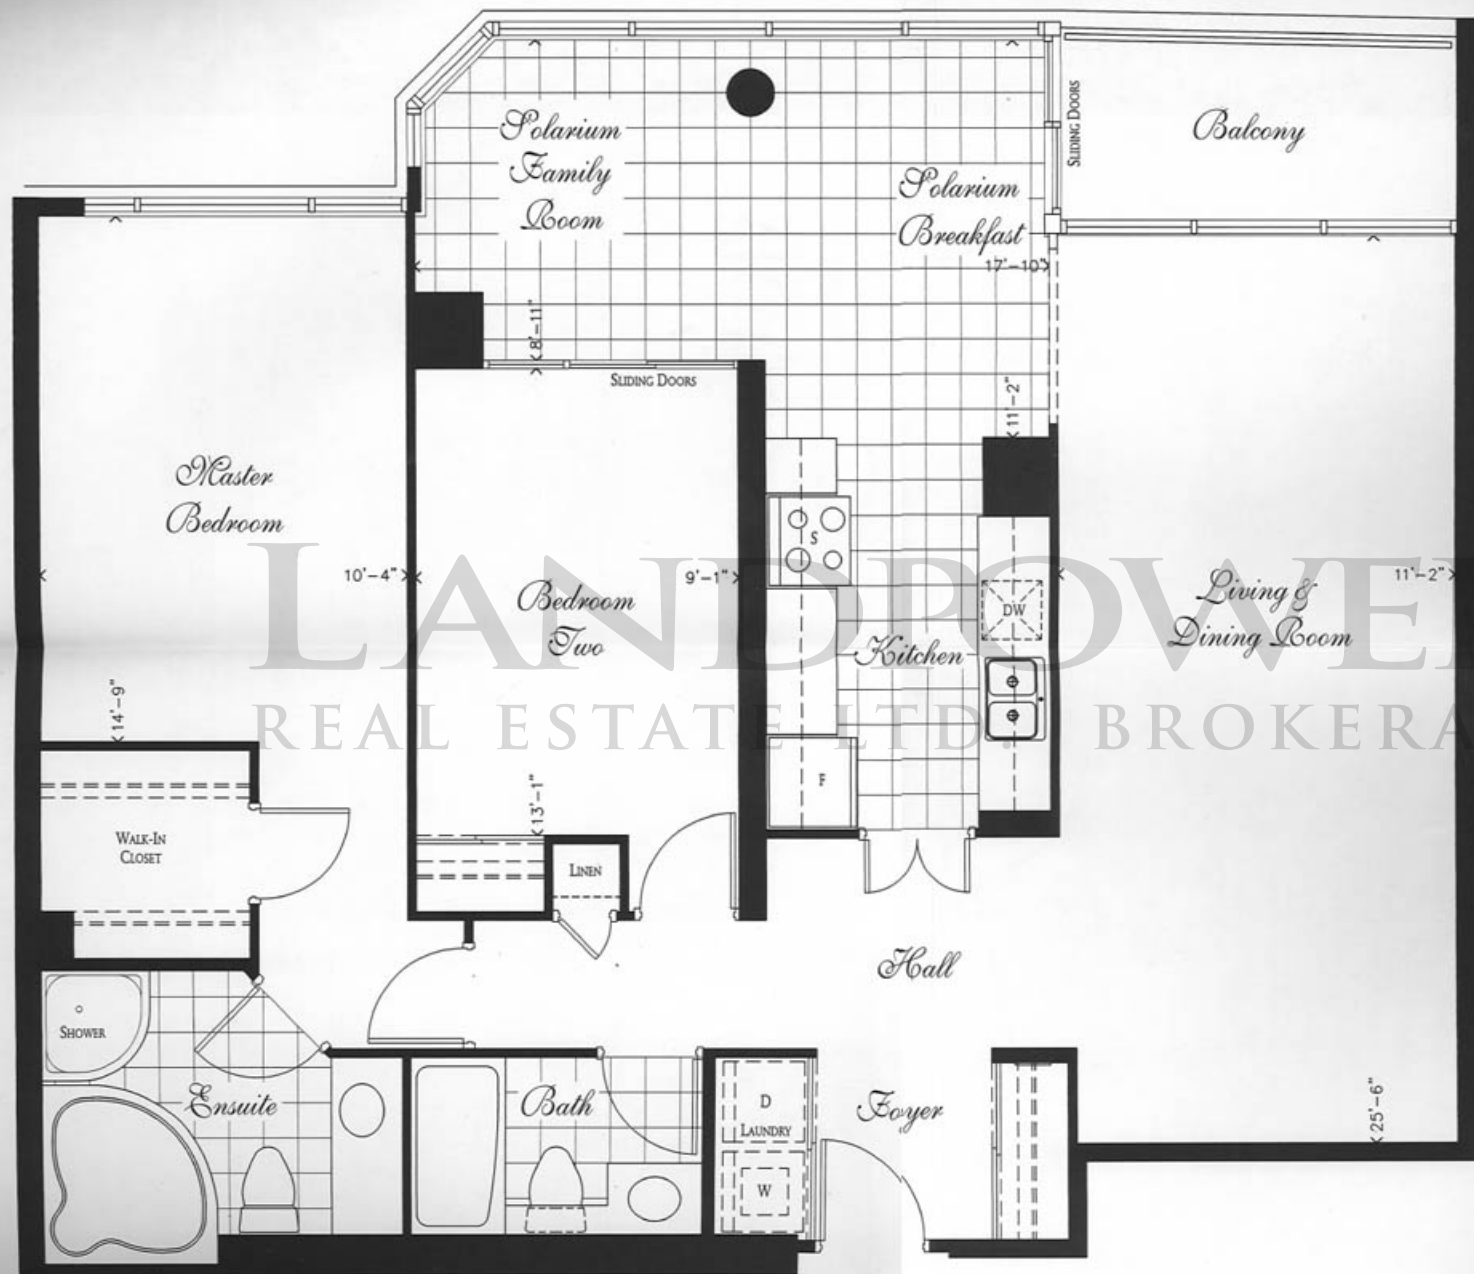 Solarium
Family
Room
Solarium
Breakfast
17'-10"
SLIDING DOORS
Balcony
8'-11"
SLIDING DOORS
11'-2"
Master
Bedroom
10'-4"
14'-9"
Bedroom
Two
9'-1"
13'-1"
S
DW
Kitchen
F
Living &
Dining Room
11'-2"
25'-6"
LANDPOWE
REAL ESTATE LTD. BROKERA
WALK-IN
CLOSET
LINEN
Hall
SHOWER
Ensuite
Bath
D
LAUNDRY
W
Foyer